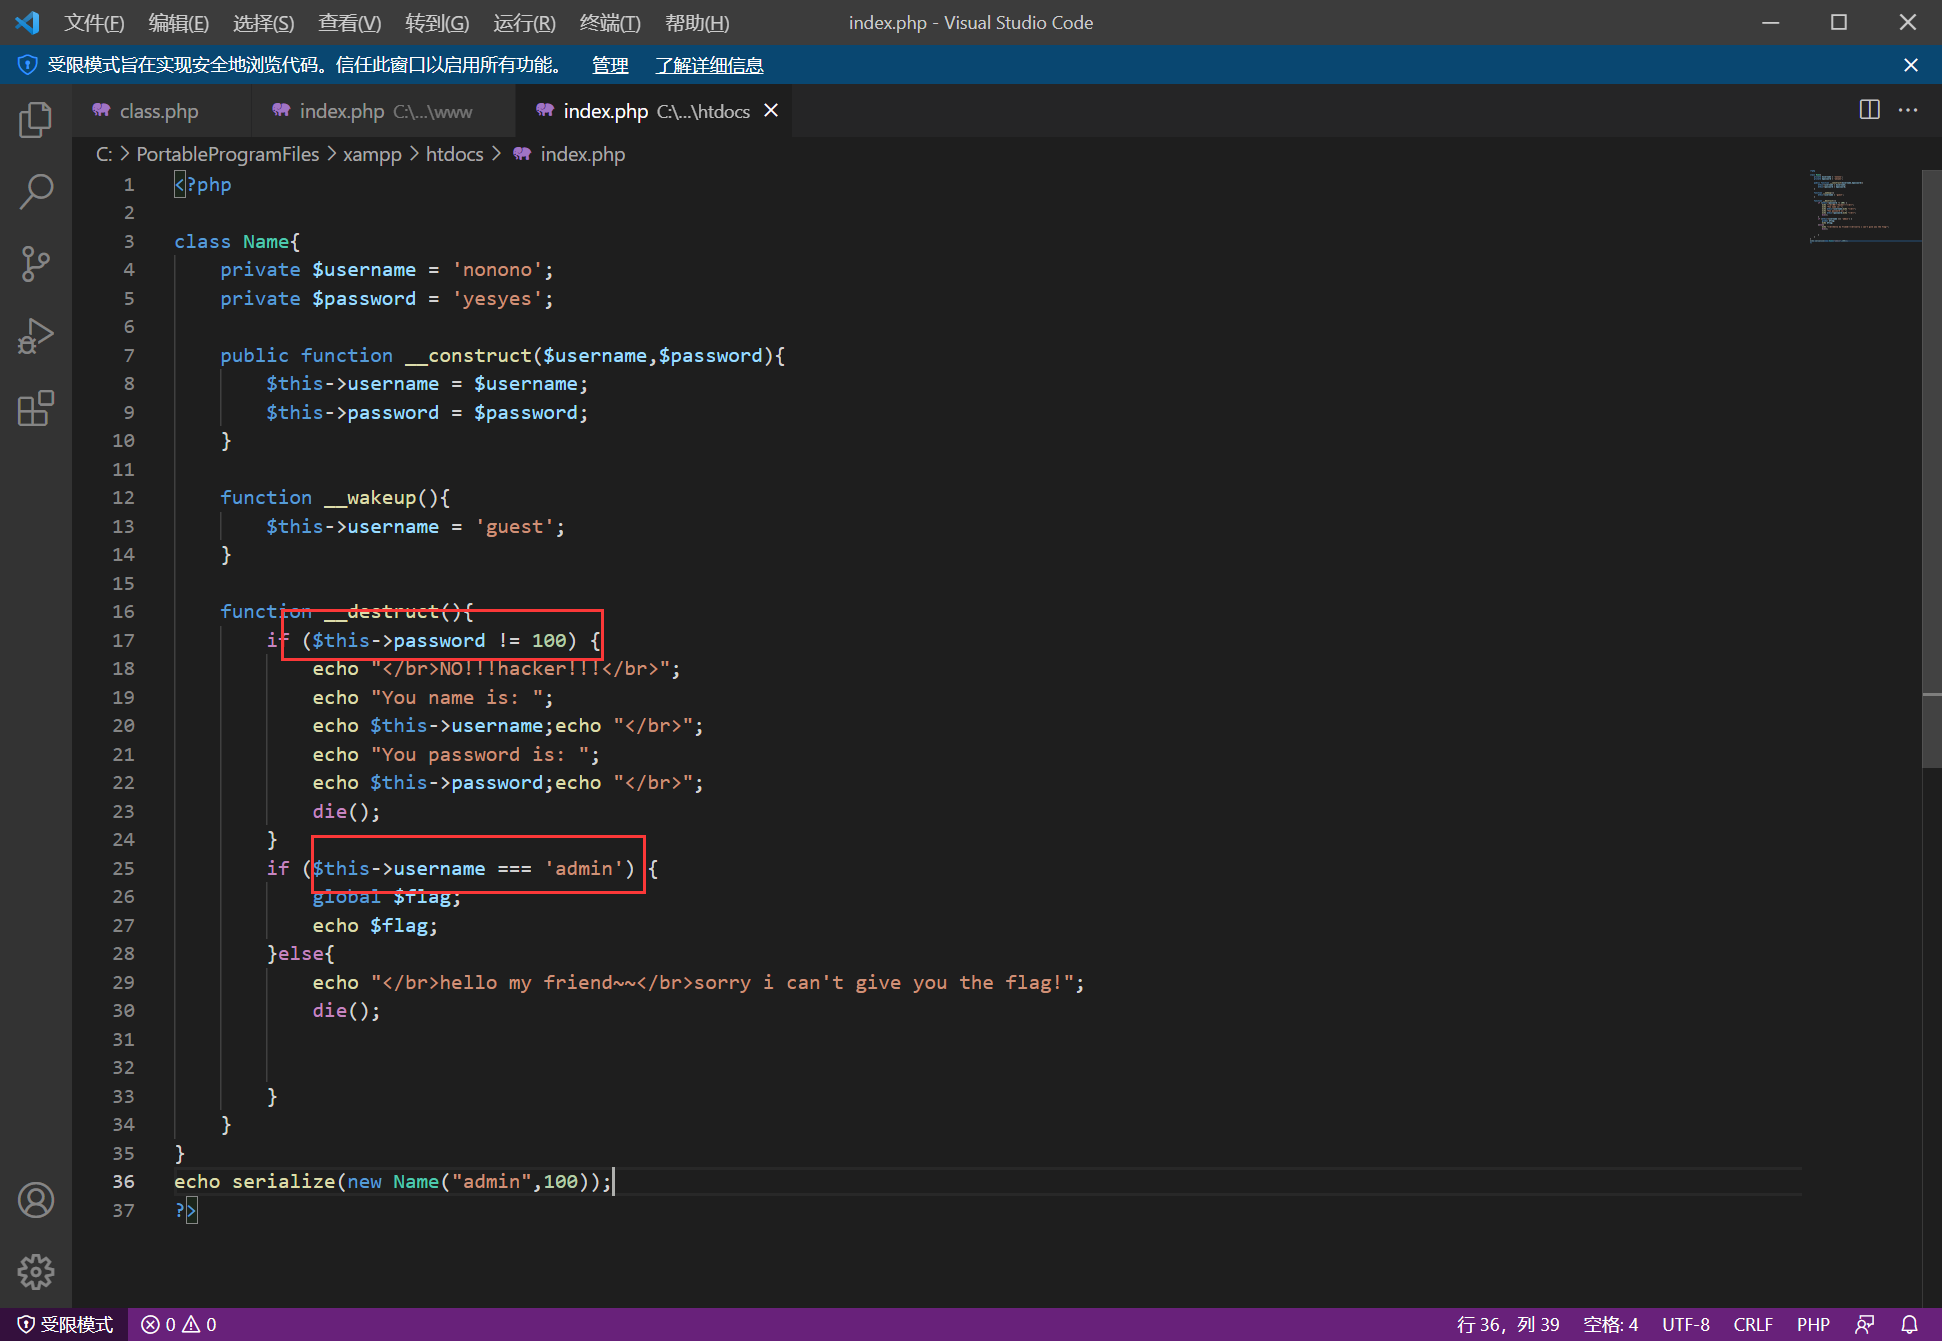 文件(F) 编辑(E) 选择(S) 查看(V) 转到(G) 运行(R) 终端(T) 帮助(H) index.php - Visual Studio Code
受限模式旨在实现安全地浏览代码。信任此窗口以启用所有功能。 管理 了解详细信息
class.php index.php C:\...\www index.php C:\...\htdocs
C: > PortableProgramFiles > xampp > htdocs > index.php
1 <?php
2
3 class Name{
4     private $username = 'nonono';
5     private $password = 'yesyes';
6
7     public function __construct($username,$password){
8         $this->username = $username;
9         $this->password = $password;
10     }
11
12     function __wakeup(){
13         $this->username = 'guest';
14     }
15
16     function __destruct(){
17         if ($this->password != 100) {
18             echo "</br>NO!!!hacker!!!</br>";
19             echo "You name is: ";
20             echo $this->username;echo "</br>";
21             echo "You password is: ";
22             echo $this->password;echo "</br>";
23             die();
24         }
25         if ($this->username === 'admin') {
26             global $flag;
27             echo $flag;
28         }else{
29             echo "</br>hello my friend~~</br>sorry i can't give you the flag!";
30             die();
31
32
33         }
34     }
35 }
36 echo serialize(new Name("admin",100));
37 ?>
受限模式 0 0 行 36，列 39 空格: 4 UTF-8 CRLF PHP